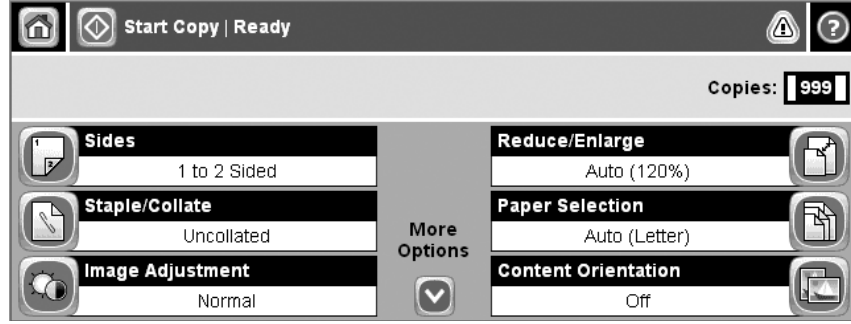 Start Copy | Ready
?
Copies: 999
Sides
1 to 2 Sided
Staple/Collate
Uncollated
Image Adjustment
Normal
More
Options
Reduce/Enlarge
Auto (120%)
Paper Selection
Auto (Letter)
Content Orientation
Off